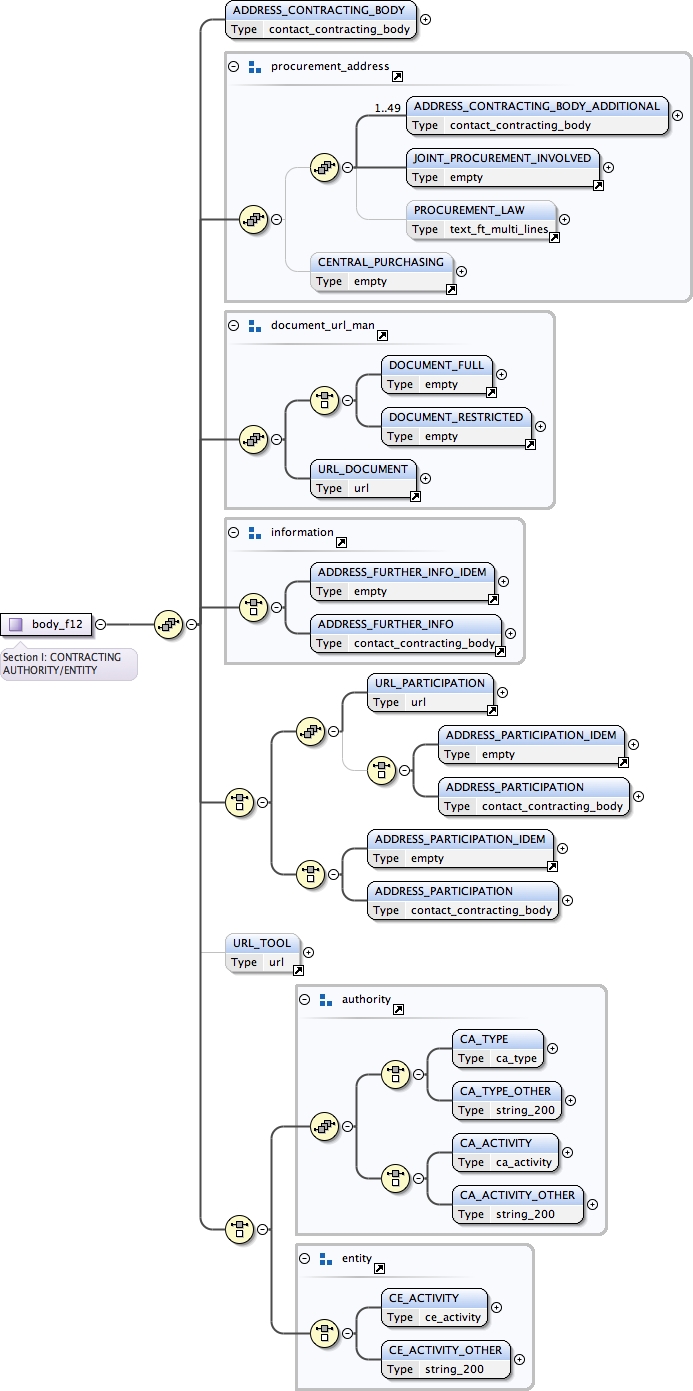 ADDRESS_CONTRACTING_BODY
Type contact_contracting_body
procurement_address
1..49
ADDRESS_CONTRACTING_BODY_ADDITIONAL
Type contact_contracting_body
JOINT_PROCUREMENT_INVOLVED
Type empty
PROCUREMENT_LAW
Type text_ft_multi_lines
CENTRAL_PURCHASING
Type empty
document_url_man
DOCUMENT_FULL
Type empty
DOCUMENT_RESTRICTED
Type empty
URL_DOCUMENT
Type url
information
ADDRESS_FURTHER_INFO_IDEM
Type empty
ADDRESS_FURTHER_INFO
Type contact_contracting_body
body_f12
Section I: CONTRACTING
AUTHORITY/ENTITY
URL_PARTICIPATION
Type url
ADDRESS_PARTICIPATION_IDEM
Type empty
ADDRESS_PARTICIPATION
Type contact_contracting_body
ADDRESS_PARTICIPATION_IDEM
Type empty
ADDRESS_PARTICIPATION
Type contact_contracting_body
URL_TOOL
Type url
authority
CA_TYPE
Type ca_type
CA_TYPE_OTHER
Type string_200
CA_ACTIVITY
Type ca_activity
CA_ACTIVITY_OTHER
Type string_200
entity
CE_ACTIVITY
Type ce_activity
CE_ACTIVITY_OTHER
Type string_200